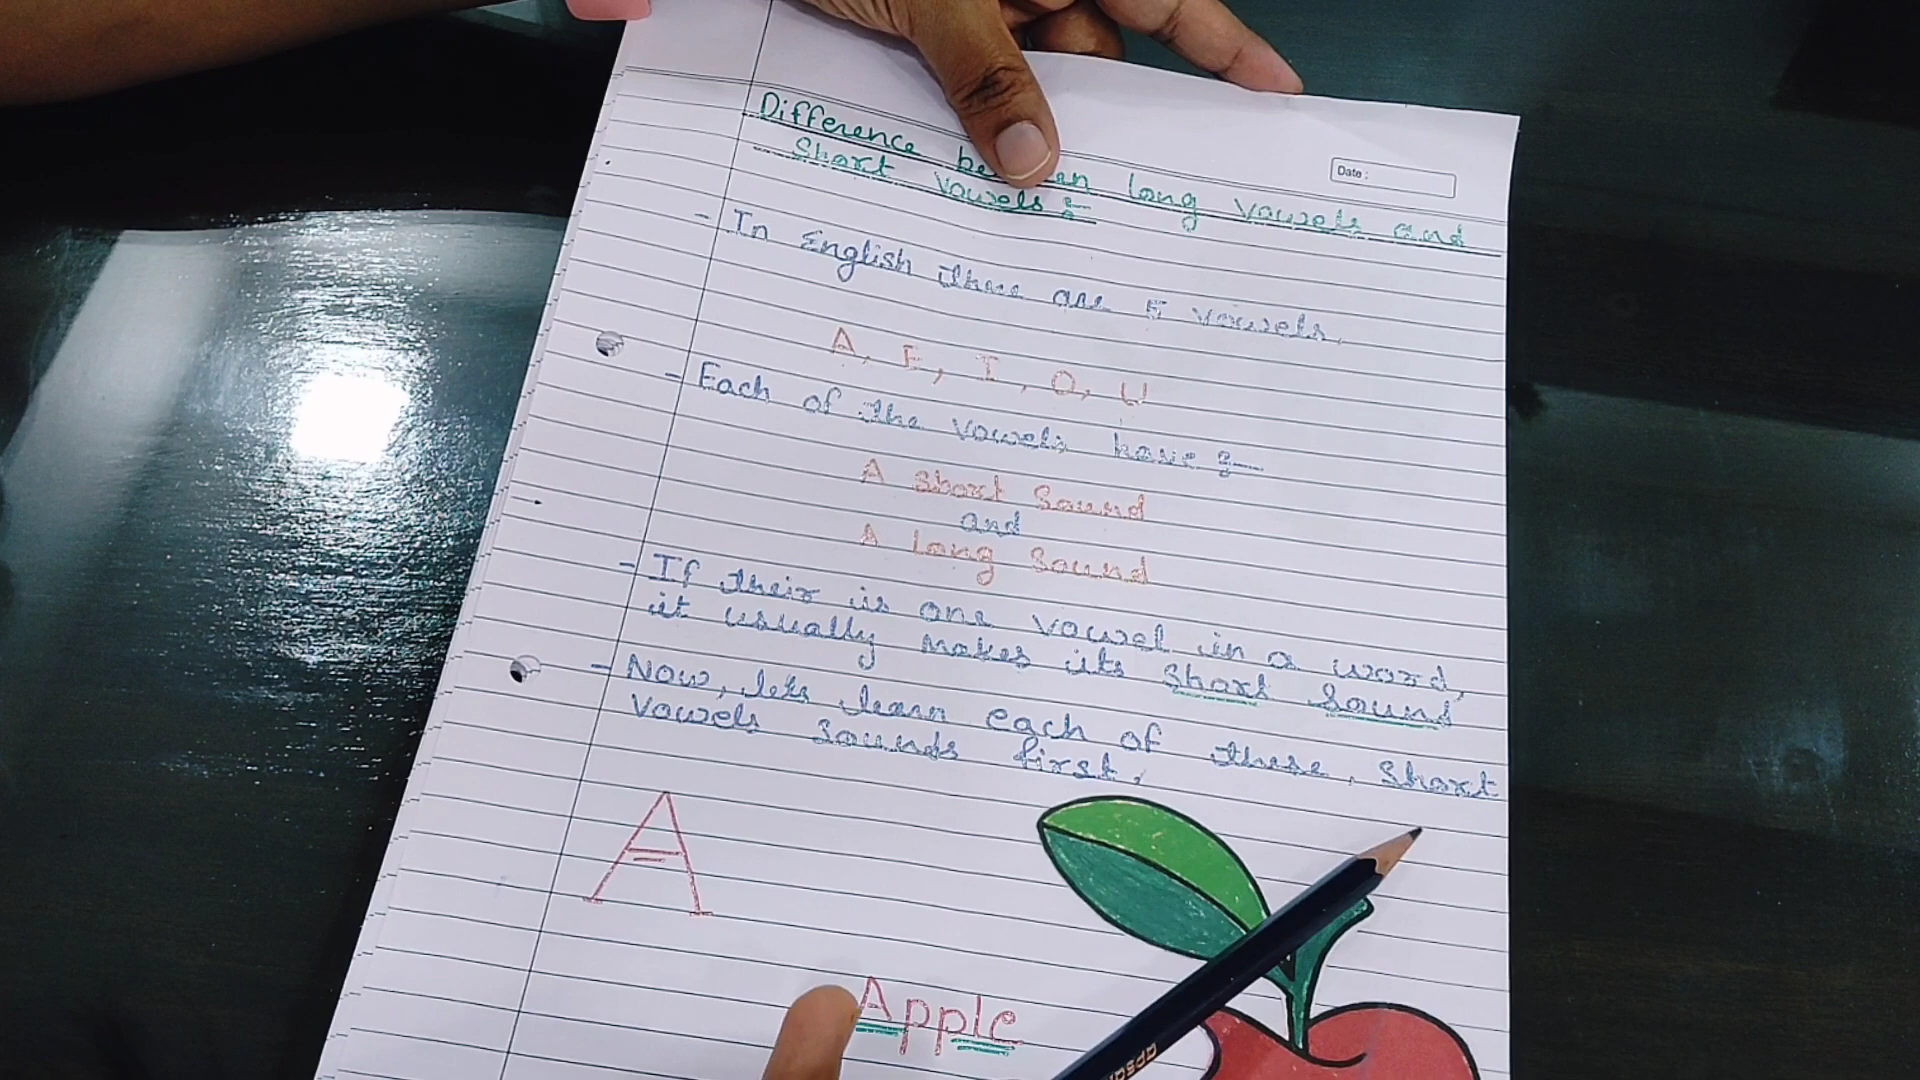 Difference between long vowels and
Short Vowels :-
Date :
- In English there are 5 vowels.
A, E, I, O, U
- Each of the vowels have :-
A Short Sound
and
A long Sound
- If their is one vowel in a word,
it usually makes its Short Sound
- Now, lets learn each of these, Short
Vowels Sounds first.
A
Apple
apsar